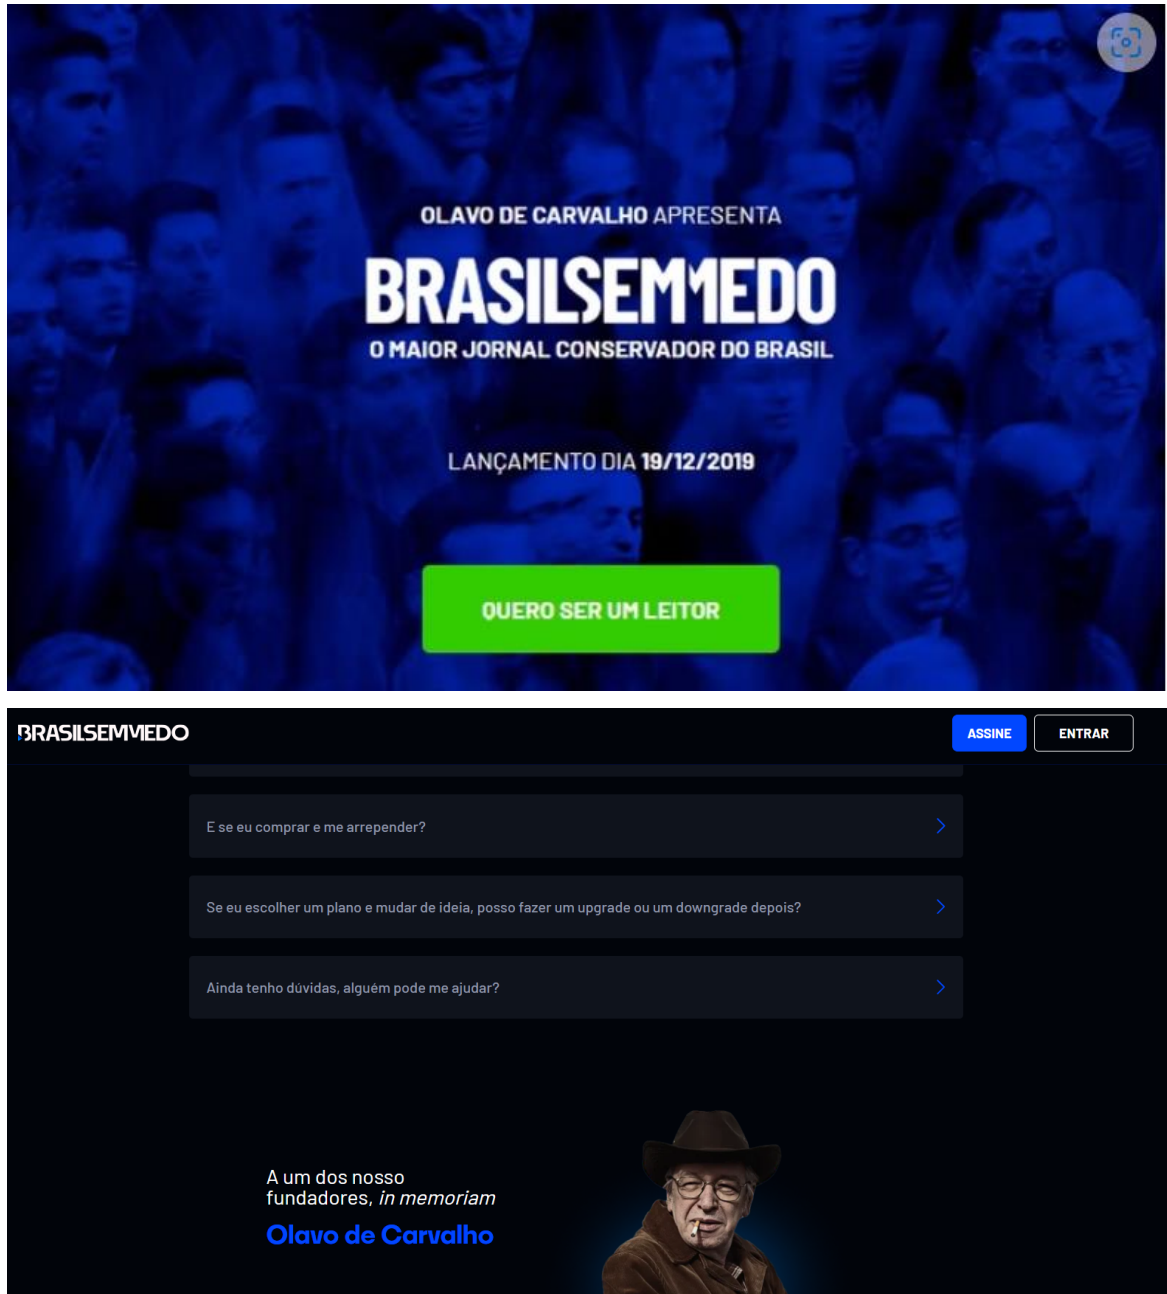 OLAVO DE CARVALHO APRESENTA
BRASILSEMMEDO
O MAIOR JORNAL CONSERVADOR DO BRASIL
LANÇAMENTO DIA 19/12/2019
QUERO SER UM LEITOR
BRASILSEMMEDO
ASSINE
ENTRAR
E se eu comprar e me arrepender?
Se eu escolher um plano e mudar de ideia, posso fazer um upgrade ou um downgrade depois?
Ainda tenho dúvidas, alguém pode me ajudar?
A um dos nosso
fundadores, in memoriam
Olavo de Carvalho